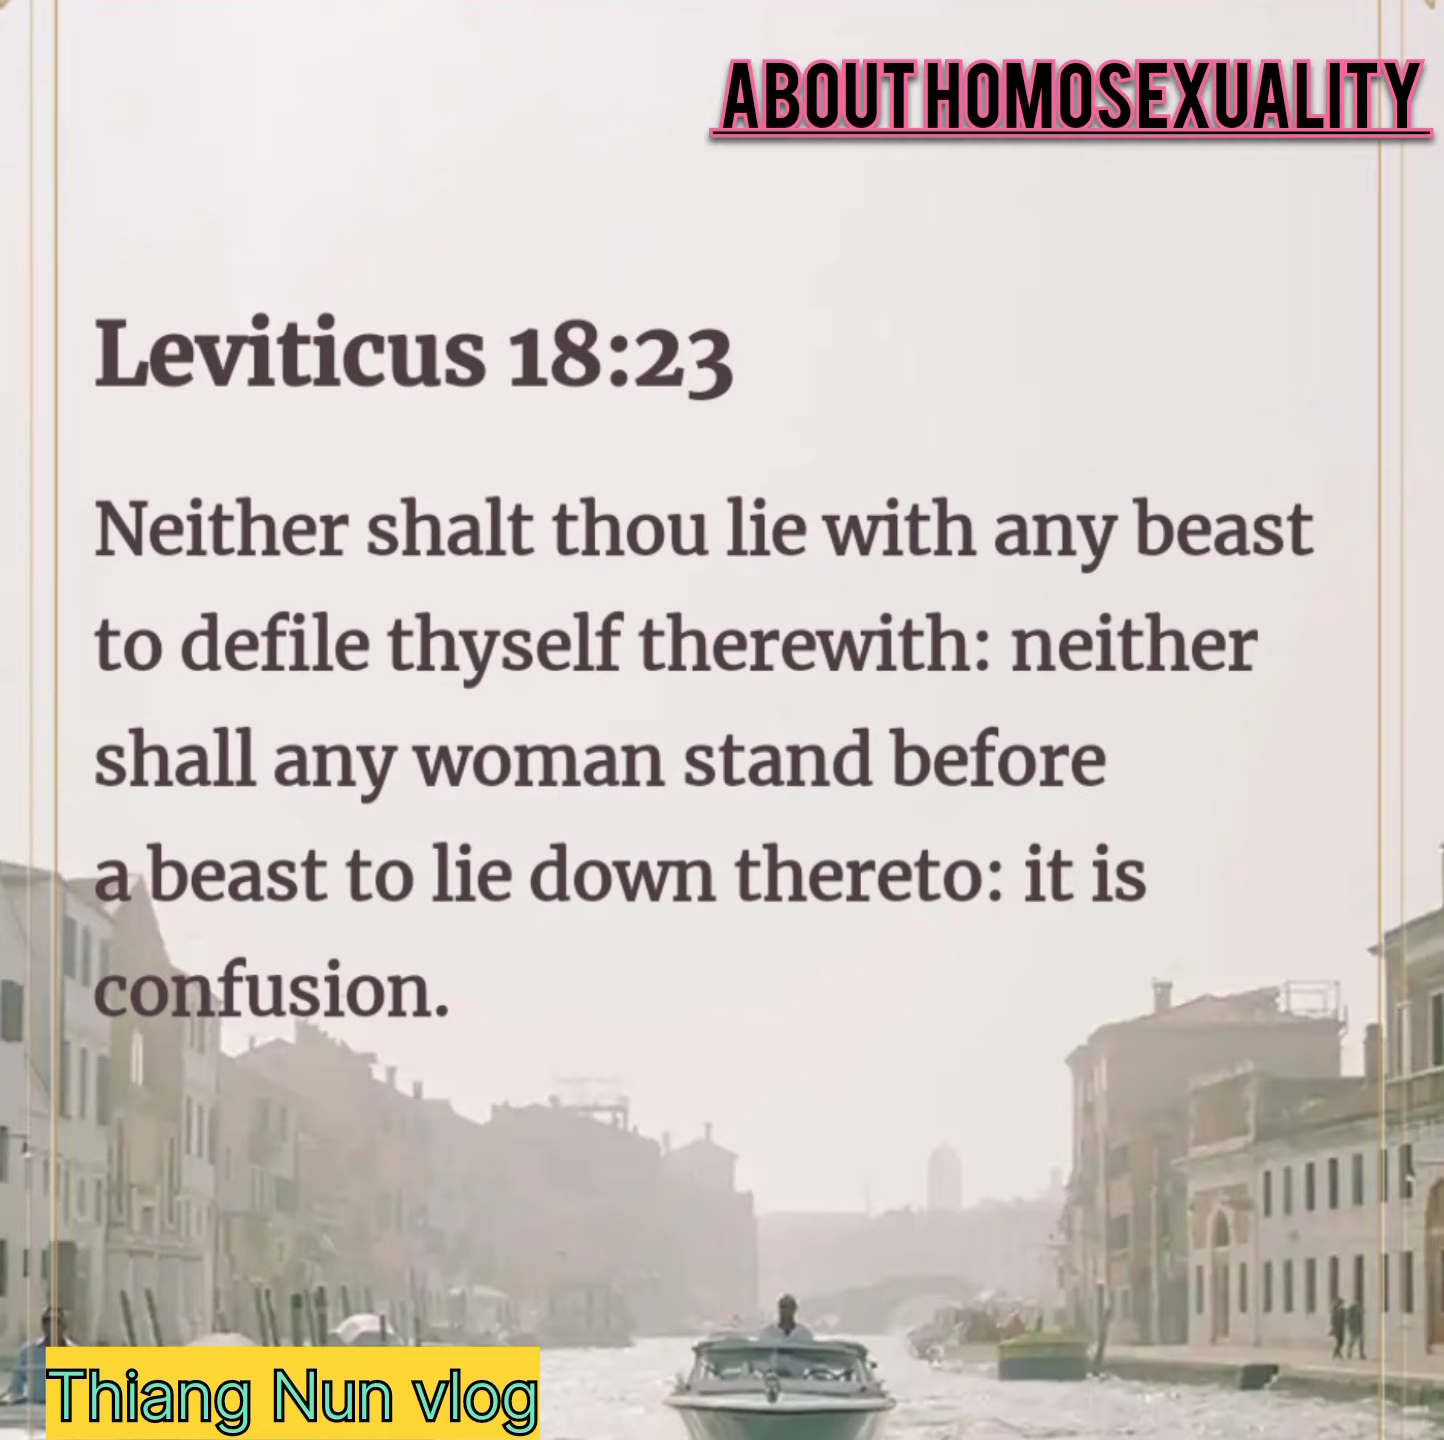 ABOUT HOMOSEXUALITY
Leviticus 18:23
Neither shalt thou lie with any beast
to defile thyself therewith: neither
shall any woman stand before
a beast to lie down thereto: it is
confusion.
Thiang Nun vlog